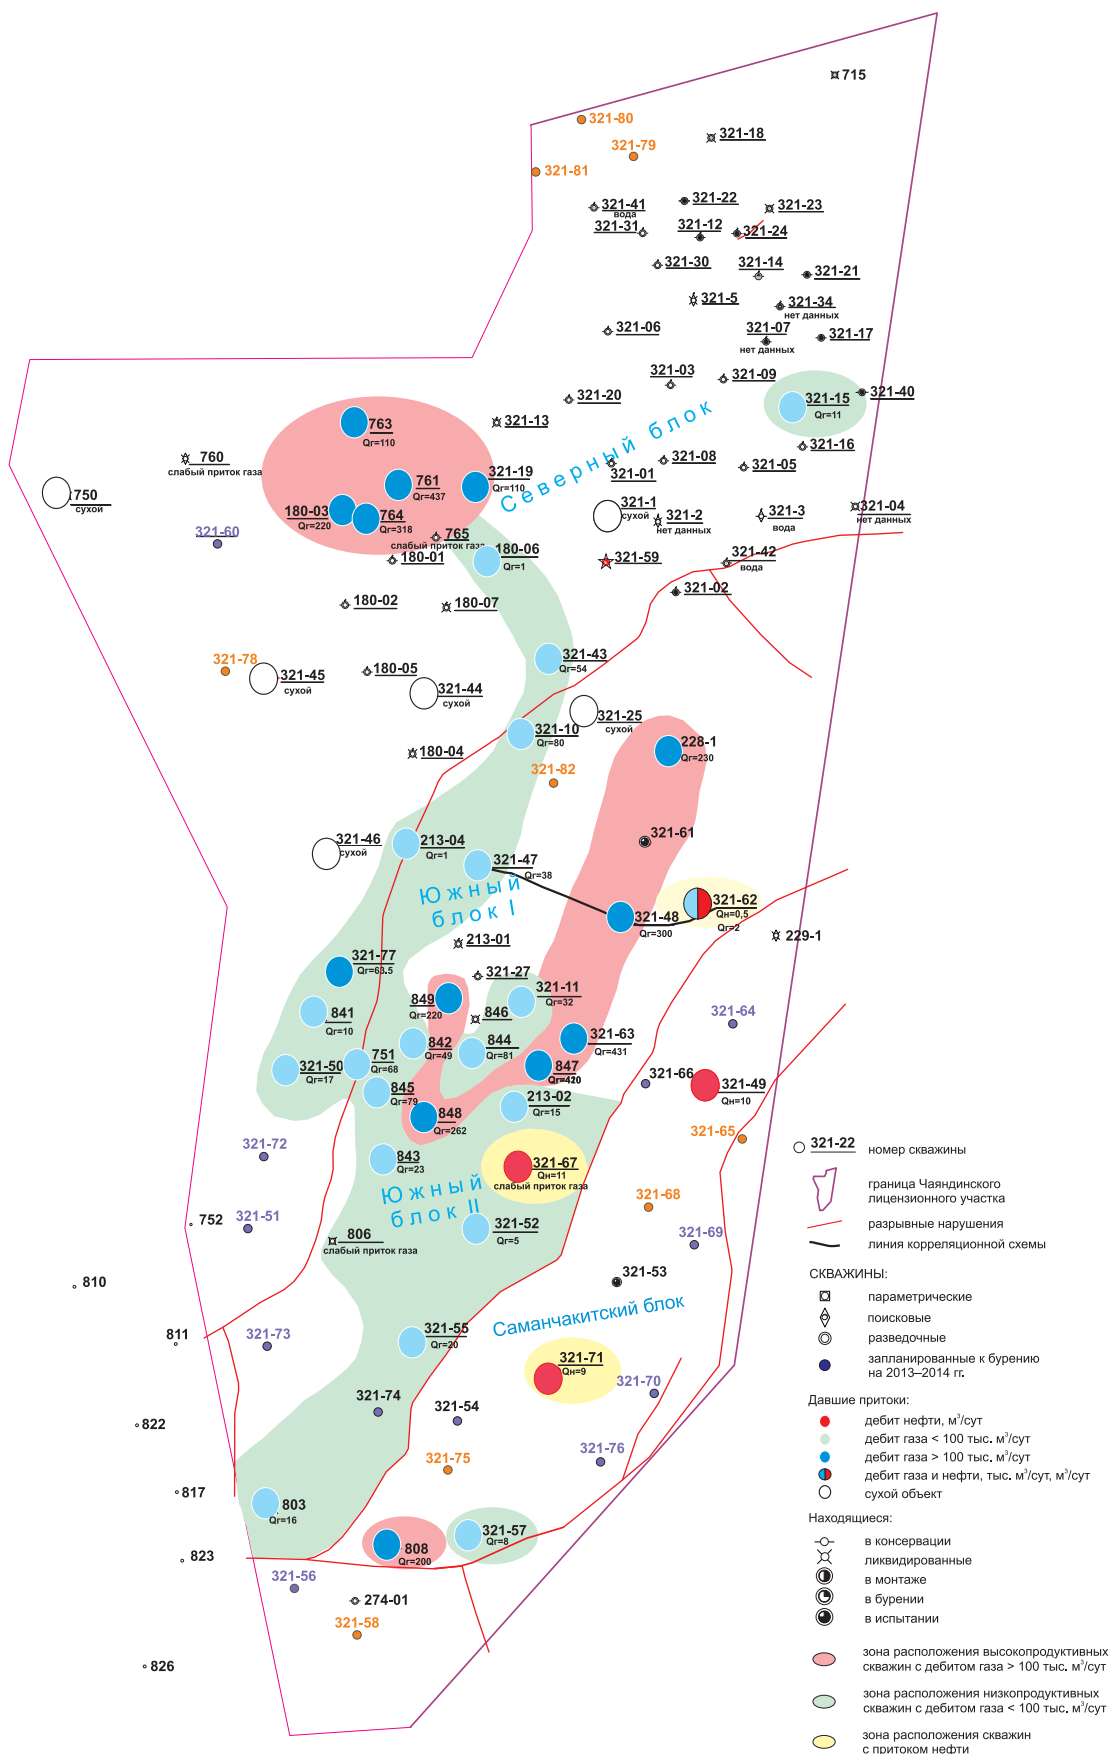 715
321-80
321-79
321-18
321-81
321-41
вода
321-22
321-23
321-31
321-12
321-24
321-30
321-14
321-21
321-5
321-34
нет данных
321-06
321-07
нет данных
321-17
321-03
321-09
321-20
321-15
Qг=11
321-40
763
Qг=110
321-13
Северный блок
321-16
760
слабый приток газа
761
Qг=437
321-19
Qг=110
321-01
321-08
321-05
750
сухой
180-03
Qг=220
764
Qг=318
321-1
сухой
321-2
нет данных
321-3
вода
321-04
нет данных
321-60
765
слабый приток газа
180-01
180-06
Qг=1
321-59
321-42
вода
321-02
180-02
180-07
321-43
Qг=54
321-78
321-45
сухой
180-05
321-44
сухой
321-25
сухой
321-10
Qг=80
228-1
Qг=230
180-04
321-82
321-46
сухой
213-04
Qг=1
321-61
321-47
Qг=38
Южный
блок I
321-48
Qг=300
321-62
Qн=0,5
Qг=2
229-1
213-01
321-77
Qг=63.5
321-27
849
Qг=220
321-11
Qг=32
841
Qг=10
846
321-64
842
Qг=49
844
Qг=81
321-63
Qг=431
321-50
Qг=17
751
Qг=68
847
Qг=420
321-66
321-49
Qн=10
845
Qг=79
848
Qг=262
213-02
Qг=15
321-65
321-72
843
Qг=23
321-67
Qн=11
слабый приток газа
Южный
блок II
752
321-51
806
слабый приток газа
321-52
Qг=5
321-68
321-69
810
321-53
811
321-73
321-55
Qг=20
Саманчакитский блок
321-71
Qн=9
321-70
822
321-74
321-54
321-75
321-76
817
803
Qг=16
823
808
Qг=200
321-57
Qг=8
321-56
274-01
321-58
826
321-22
номер скважины
граница Чаяндинского
лицензионного участка
разрывные нарушения
линия корреляционной схемы
СКВАЖИНЫ:
параметрические
поисковые
разведочные
запланированные к бурению
на 2013–2014 гг.
Давшие притоки:
дебит нефти, м³/сут
дебит газа < 100 тыс. м³/сут
дебит газа > 100 тыс. м³/сут
дебит газа и нефти, тыс. м³/сут, м³/сут
сухой объект
Находящиеся:
в консервации
ликвидированные
в монтаже
в бурении
в испытании
зона расположения высокопродуктивных
скважин с дебитом газа > 100 тыс. м³/сут
зона расположения низкопродуктивных
скважин с дебитом газа < 100 тыс. м³/сут
зона расположения скважин
с притоком нефти